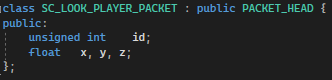 class SC_LOOK_PLAYER_PACKET : public PACKET_HEAD {
public:
    unsigned int    id;
    float   x, y, z;
};